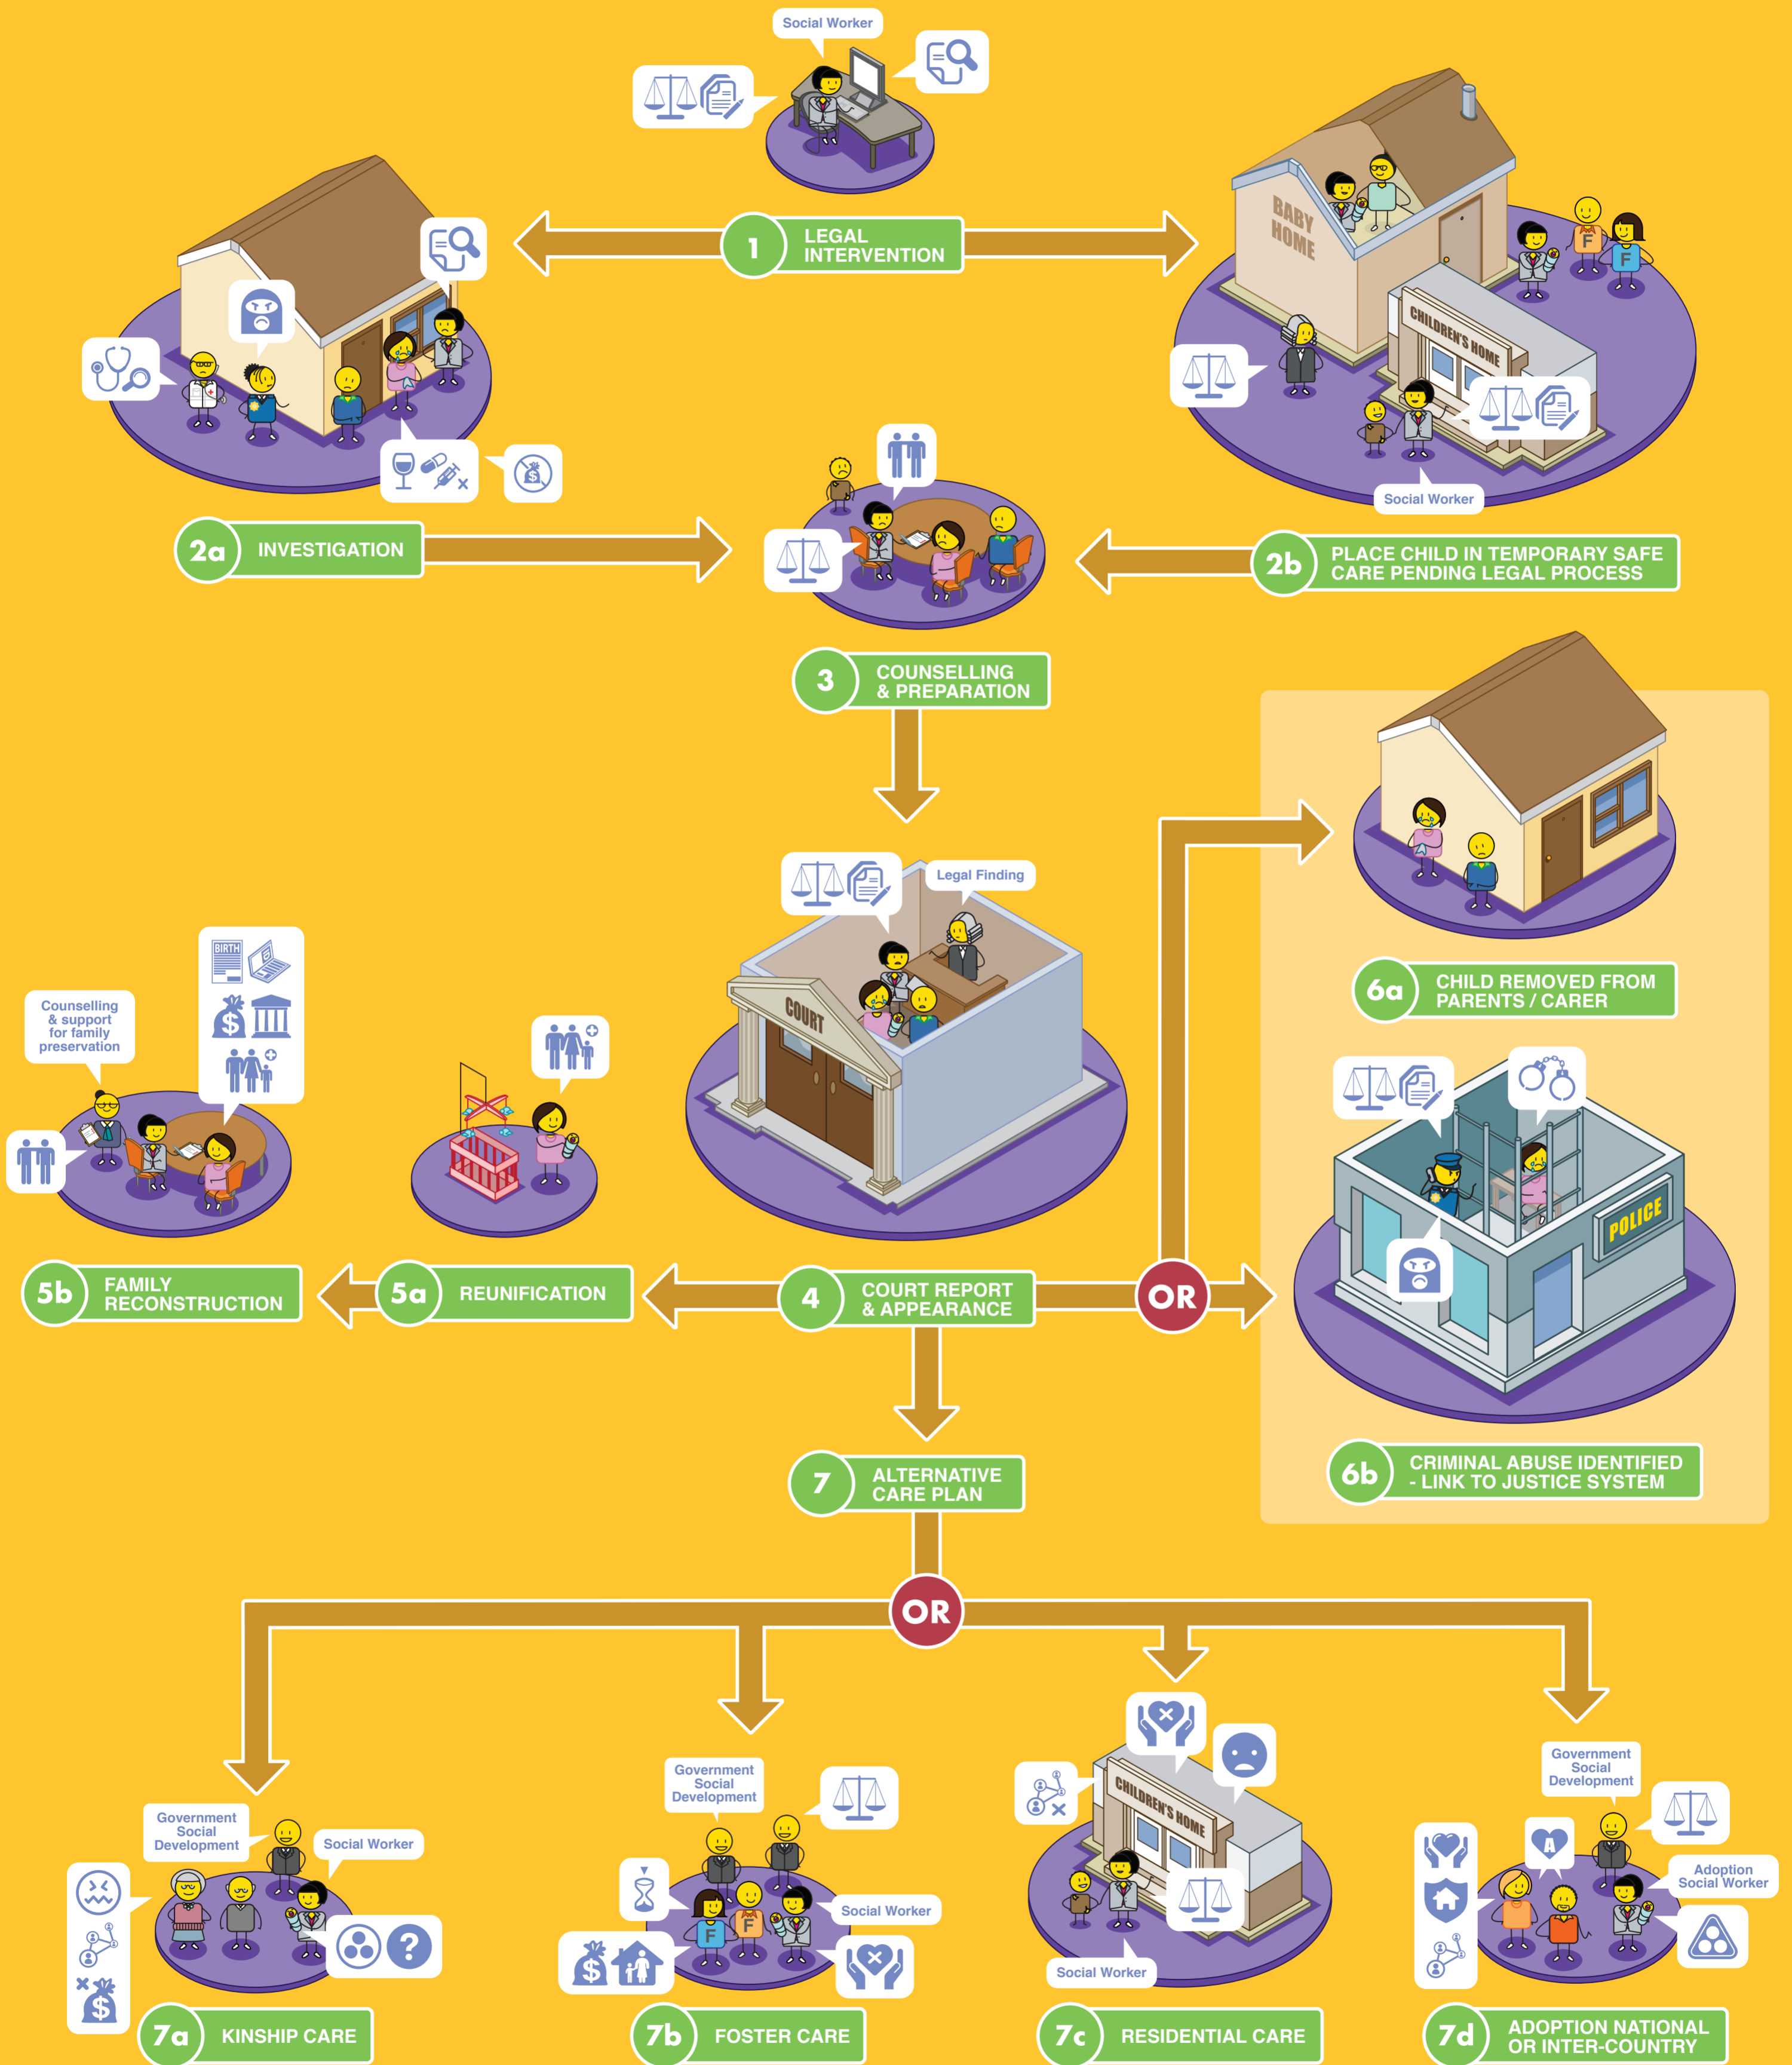 Social Worker
1
LEGAL
INTERVENTION
BABY
HOME
F
F
CHILDREN'S HOME
Social Worker
2a
INVESTIGATION
2b
PLACE CHILD IN TEMPORARY SAFE
CARE PENDING LEGAL PROCESS
$
3
COUNSELLING
& PREPARATION
Legal Finding
COURT
6a
CHILD REMOVED FROM
PARENTS / CARER
BIRTH
$
Counselling
& support
for family
preservation
POLICE
5b
FAMILY
RECONSTRUCTION
5a
REUNIFICATION
4
COURT REPORT
& APPEARANCE
OR
6b
CRIMINAL ABUSE IDENTIFIED
- LINK TO JUSTICE SYSTEM
7
ALTERNATIVE
CARE PLAN
OR
Government
Social
Development
Social Worker
?
$
7a
KINSHIP CARE
Government
Social
Development
Social Worker
F
F
$
7b
FOSTER CARE
CHILDREN'S HOME
Social Worker
7c
RESIDENTIAL CARE
Government
Social
Development
A
Adoption
Social Worker
7d
ADOPTION NATIONAL
OR INTER-COUNTRY